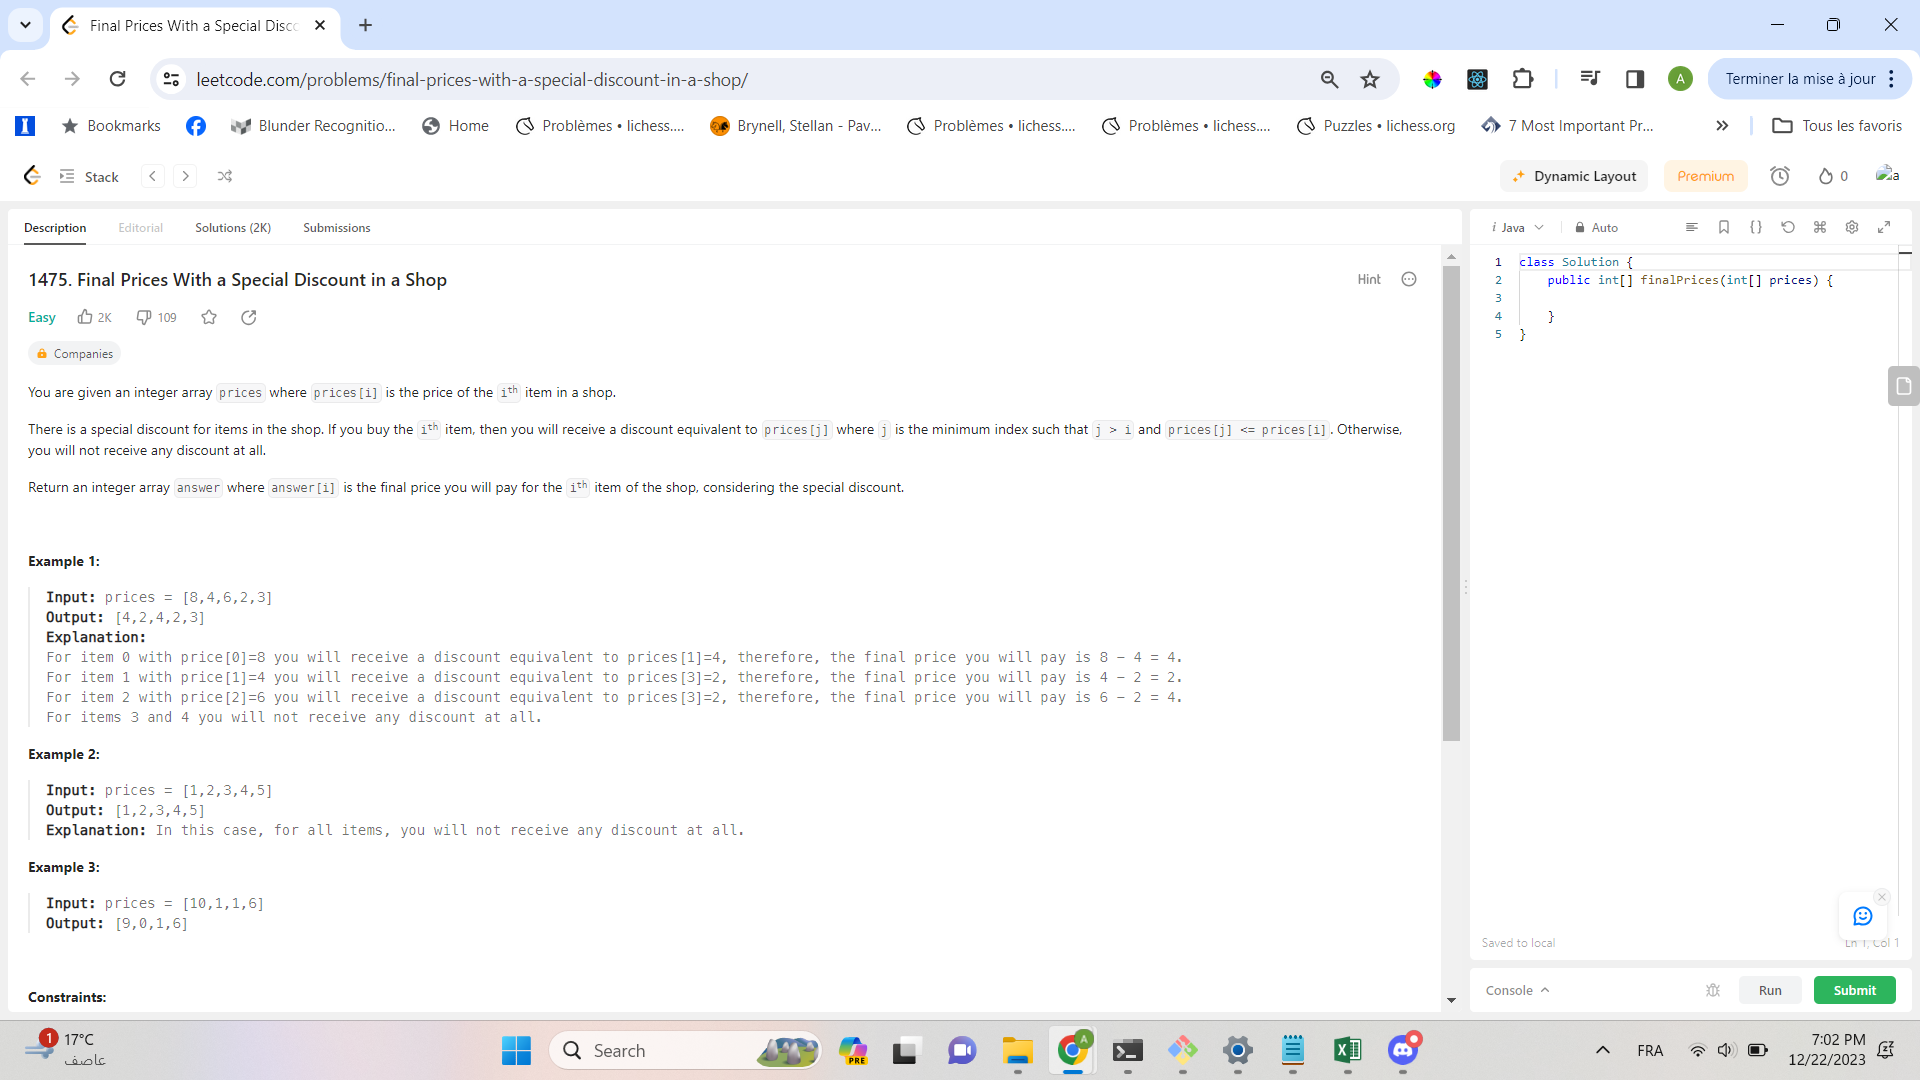 Final Prices With a Special Disc
leetcode.com/problems/final-prices-with-a-special-discount-in-a-shop/
A
Terminer la mise à jour
Bookmarks
Blunder Recognitio...
Home
Problèmes • lichess....
Brynell, Stellan - Pav...
Problèmes • lichess....
Problèmes • lichess....
Puzzles • lichess.org
7 Most Important Pr...
Tous les favoris
Stack
Dynamic Layout
Premium
0
a
Description
Editorial
Solutions (2K)
Submissions
i Java
Auto
1475. Final Prices With a Special Discount in a Shop
Hint
Easy
2K
109
Companies
You are given an integer array prices where prices[i] is the price of the ith item in a shop.
There is a special discount for items in the shop. If you buy the ith item, then you will receive a discount equivalent to prices[j] where j is the minimum index such that j > i and prices[j] <= prices[i]. Otherwise,
you will not receive any discount at all.
Return an integer array answer where answer[i] is the final price you will pay for the ith item of the shop, considering the special discount.
Example 1:
Input: prices = [8,4,6,2,3]
Output: [4,2,4,2,3]
Explanation:
For item 0 with price[0]=8 you will receive a discount equivalent to prices[1]=4, therefore, the final price you will pay is 8 - 4 = 4.
For item 1 with price[1]=4 you will receive a discount equivalent to prices[3]=2, therefore, the final price you will pay is 4 - 2 = 2.
For item 2 with price[2]=6 you will receive a discount equivalent to prices[3]=2, therefore, the final price you will pay is 6 - 2 = 4.
For items 3 and 4 you will not receive any discount at all.
Example 2:
Input: prices = [1,2,3,4,5]
Output: [1,2,3,4,5]
Explanation: In this case, for all items, you will not receive any discount at all.
Example 3:
Input: prices = [10,1,1,6]
Output: [9,0,1,6]
Constraints:
1 class Solution {
2 public int[] finalPrices(int[] prices) {
3
4 }
5 }
Saved to local
Ln 1, Col 1
Console
Run
Submit
1
17°C
عاصف
Search
PRE
A
FRA
7:02 PM
12/22/2023